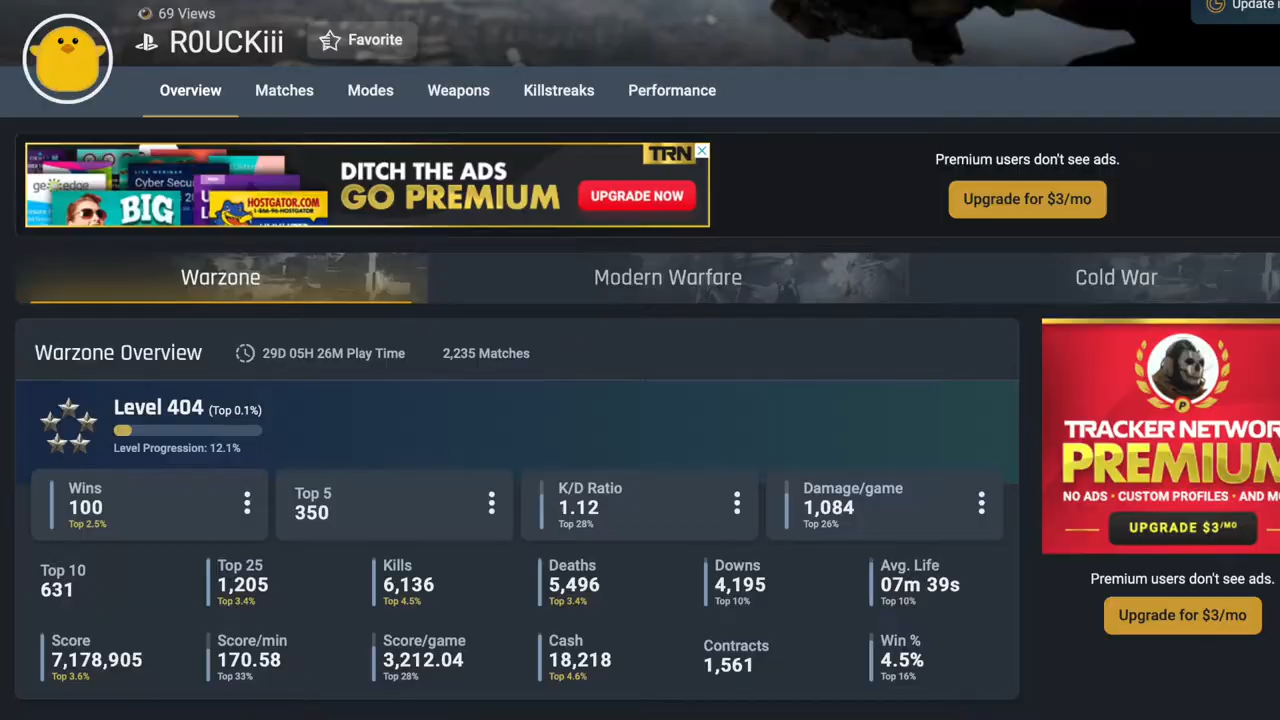 69 Views
Update
R0UCKiii
Favorite
Overview Matches Modes Weapons Killstreaks Performance
TRN
DITCH THE ADS
GO PREMIUM
UPGRADE NOW
LIVE WEBINAR
Cyber Secu
BIG
HOSTGATOR.COM
1-866-96-HOSTGATOR
Premium users don't see ads.
Upgrade for $3/mo
Warzone Modern Warfare Cold War
Warzone Overview 29D 05H 26M Play Time 2,235 Matches
Level 404 (Top 0.1%)
Level Progression: 12.1%
Wins
100
Top 2.5%
Top 5
350
K/D Ratio
1.12
Top 28%
Damage/game
1,084
Top 26%
Top 10
631
Top 25
1,205
Top 3.4%
Kills
6,136
Top 4.5%
Deaths
5,496
Top 3.4%
Downs
4,195
Top 10%
Avg. Life
07m 39s
Top 10%
Score
7,178,905
Top 3.6%
Score/min
170.58
Top 33%
Score/game
3,212.04
Top 28%
Cash
18,218
Top 4.6%
Contracts
1,561
Win %
4.5%
Top 16%
P
TRACKER NETWOR
PREMIUM
NO ADS • CUSTOM PROFILES • AND M
UPGRADE $3/MO
Premium users don't see ads.
Upgrade for $3/mo